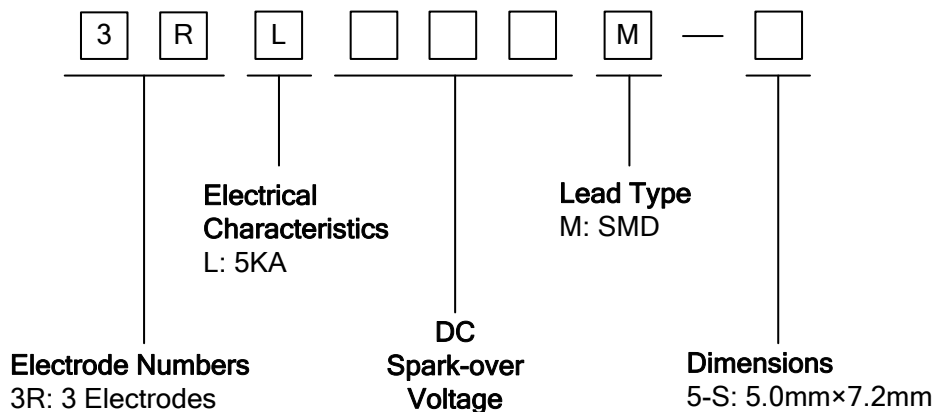 3 R L M —
Electrical
Characteristics
L: 5KA
Lead Type
M: SMD
Electrode Numbers
3R: 3 Electrodes
DC
Spark-over
Voltage
Dimensions
5-S: 5.0mm×7.2mm